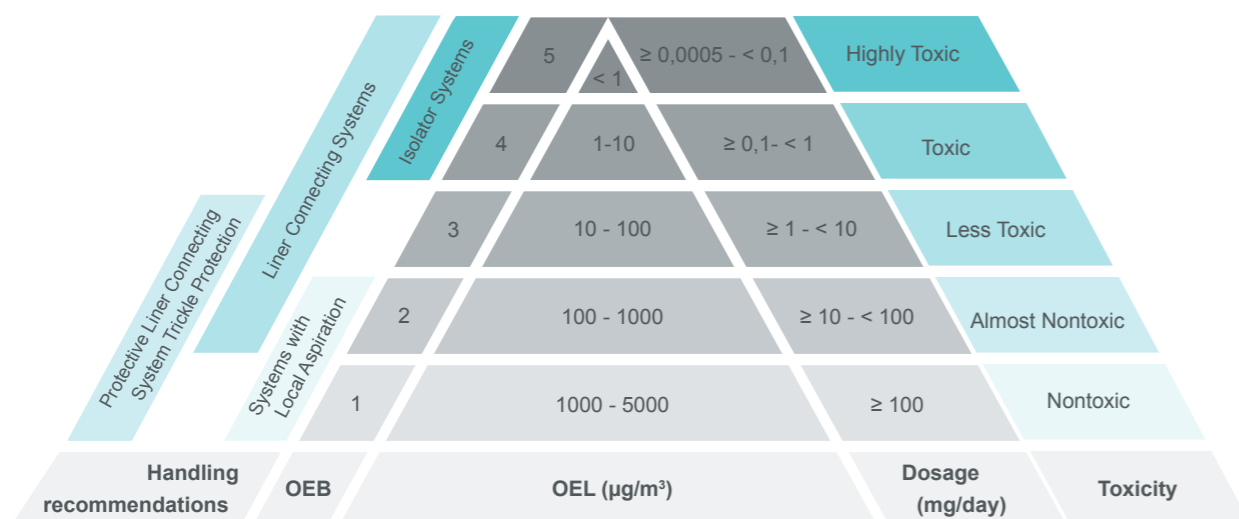 Protective Liner Connecting
System Trickle Protection
Liner Connecting Systems
Systems with
Local Aspiration
Isolator Systems
5
< 1
≥ 0,0005 - < 0,1
Highly Toxic
4
1-10
≥ 0,1- < 1
Toxic
3
10 - 100
≥ 1 - < 10
Less Toxic
2
100 - 1000
≥ 10 - < 100
Almost Nontoxic
1
1000 - 5000
≥ 100
Nontoxic
Handling
recommendations
OEB
OEL (µg/m³)
Dosage
(mg/day)
Toxicity